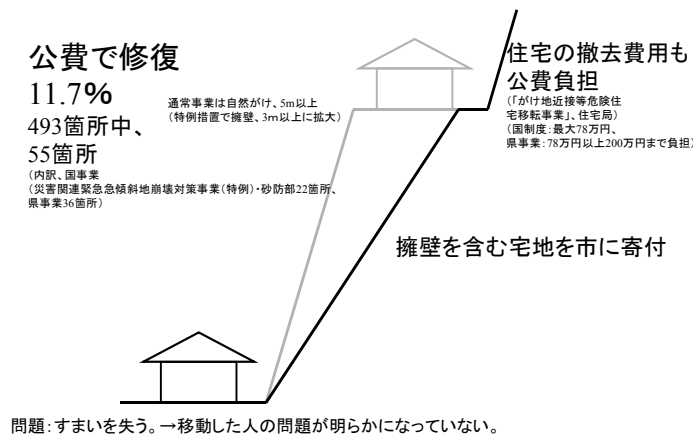 公費で修復
11.7%
493箇所中、
55箇所
（内訳、国事業
（災害関連緊急急傾斜地崩壊対策事業（特例）・砂防部22箇所、
県事業36箇所）
通常事業は自然がけ、5m以上
（特例措置で擁壁、3m以上に拡大）
住宅の撤去費用も
公費負担
（「がけ地近接等危険住
宅移転事業」、住宅局）
（国制度：最大78万円、
県事業：78万円以上200万円まで負担）
擁壁を含む宅地を市に寄付
問題：すまいを失う。→移動した人の問題が明らかになっていない。